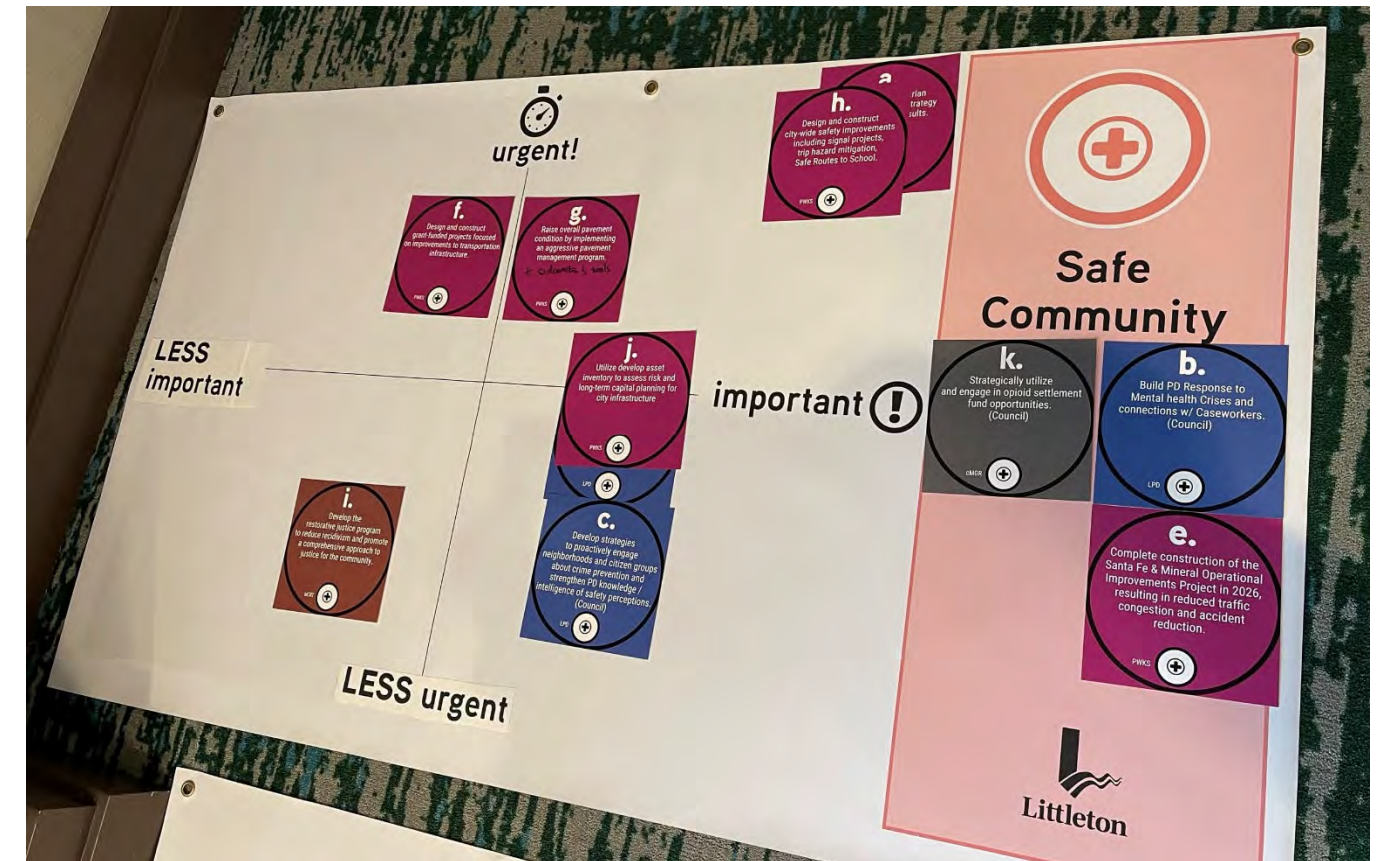 urgent!
LESS
important
important !
LESS urgent
a
rian
trategy
sults.
h.
Design and construct
city-wide safety improvements
including signal projects,
trip hazard mitigation,
Safe Routes to School.
PWKS
f.
Design and construct
grant-funded projects focused
on improvements to transportation
infrastructure.
PWKS
g.
Raise overall pavement
condition by implementing
an aggressive pavement
management program.
PWKS
j.
Utilize develop asset
inventory to assess risk and
long-term capital planning for
city infrastructure
PWKS
LPD
c.
Develop strategies
to proactively engage
neighborhoods and citizen groups
about crime prevention and
strengthen PD knowledge /
intelligence of safety perceptions.
(Council)
LPD
i.
Develop the
restorative justice program
to reduce recidivism and promote
a comprehensive approach to
justice for the community.
Safe
Community
k.
Strategically utilize
and engage in opioid settlement
fund opportunities.
(Council)
CMGR
b.
Build PD Response to
Mental health Crises and
connections w/ Caseworkers.
(Council)
LPD
e.
Complete construction of the
Santa Fe & Mineral Operational
Improvements Project in 2026,
resulting in reduced traffic
congestion and accident
reduction.
PWKS
Littleton